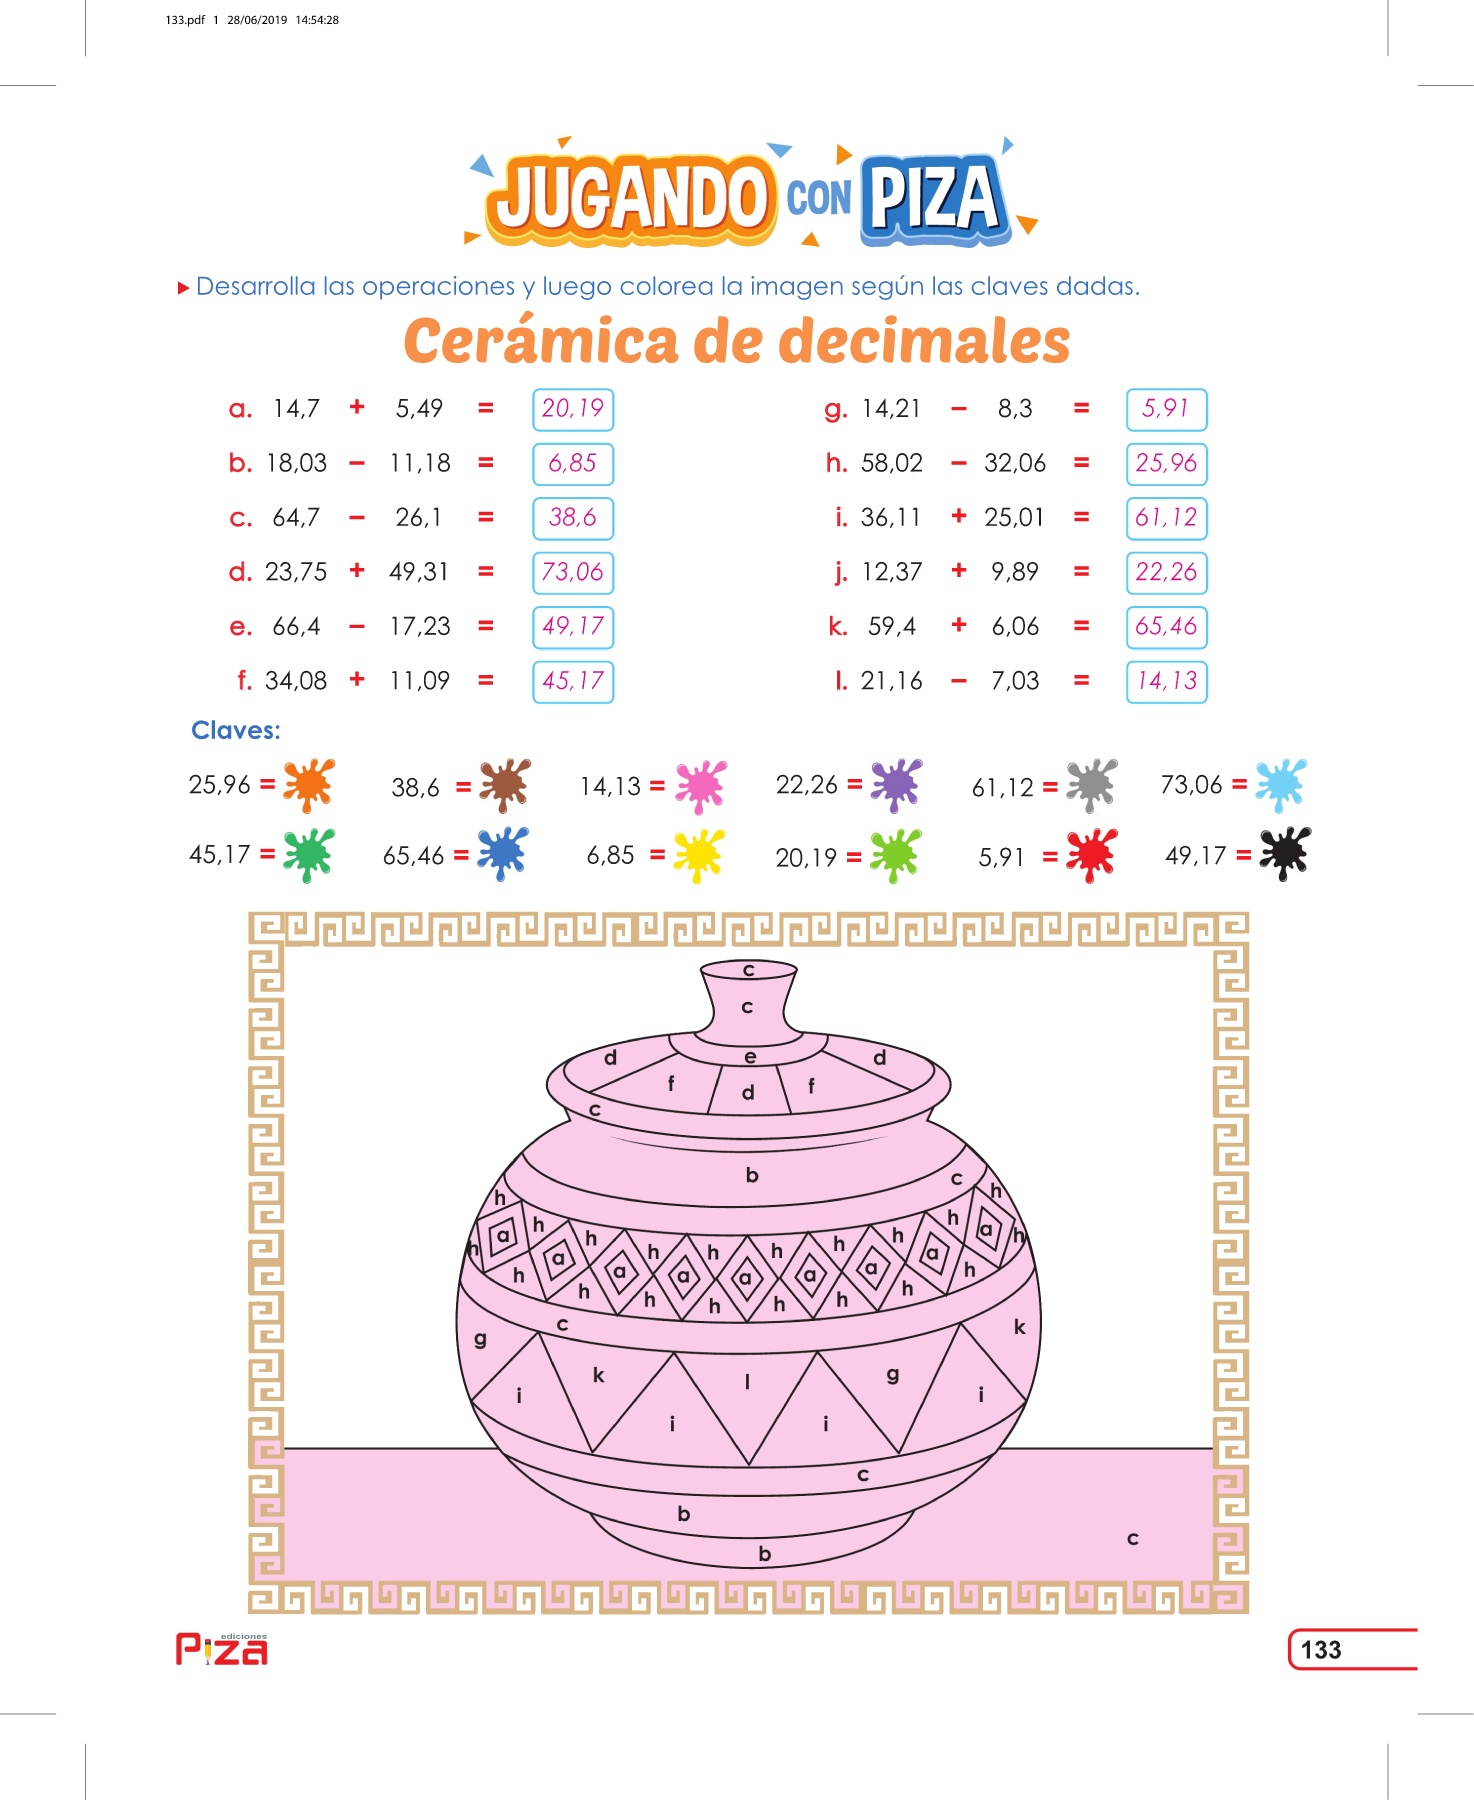 133.pdf 1 28/06/2019 14:54:28
JUGANDO CON PIZA
Desarrolla las operaciones y luego colorea la imagen según las claves dadas.
Cerámica de decimales
a. 14,7 + 5,49 = 20,19
b. 18,03 – 11,18 = 6,85
c. 64,7 – 26,1 = 38,6
d. 23,75 + 49,31 = 73,06
e. 66,4 – 17,23 = 49,17
f. 34,08 + 11,09 = 45,17
g. 14,21 – 8,3 = 5,91
h. 58,02 – 32,06 = 25,96
i. 36,11 + 25,01 = 61,12
j. 12,37 + 9,89 = 22,26
k. 59,4 + 6,06 = 65,46
l. 21,16 – 7,03 = 14,13
Claves:
25,96 = 38,6 = 14,13 = 22,26 = 61,12 = 73,06 =
45,17 = 65,46 = 6,85 = 20,19 = 5,91 = 49,17 =
c
c
d e d
f d f
c
b
c
h h
h h h h h h h h
h a a a a a a a a a h
h h h h h h h h
c
g k
k l g
i i i i
c
b
c
b
ediciones
Piza
133